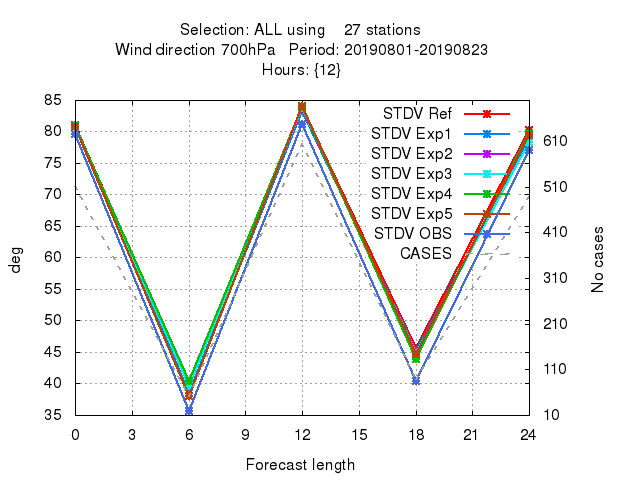 Selection: ALL using    27 stations
Wind direction 700hPa   Period: 20190801-20190823
Hours: {12}
STDV Ref
STDV Exp1
STDV Exp2
STDV Exp3
STDV Exp4
STDV Exp5
STDV OBS
CASES
85
80
75
70
65
60
55
50
45
40
35
deg
610
510
410
310
210
110
10
No cases
0 3 6 9 12 15 18 21 24
Forecast length